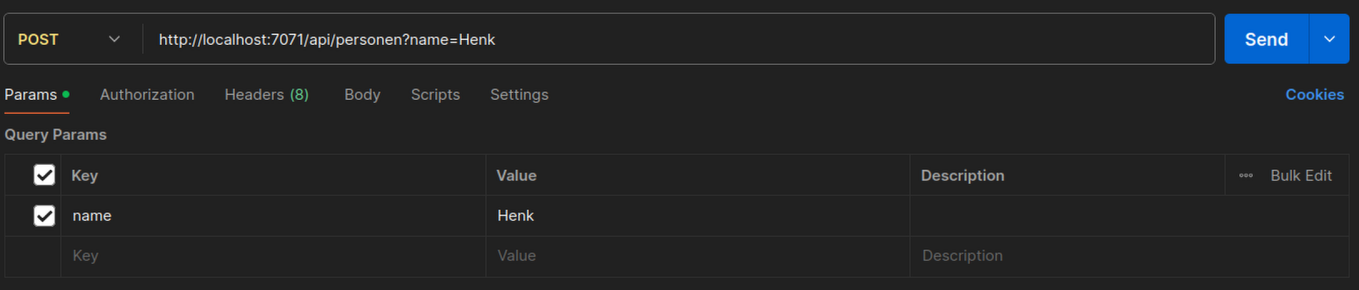 POST http://localhost:7071/api/personen?name=Henk Send
Params Authorization Headers (8) Body Scripts Settings Cookies
Query Params
Key Value Description Bulk Edit
name Henk
Key Value Description